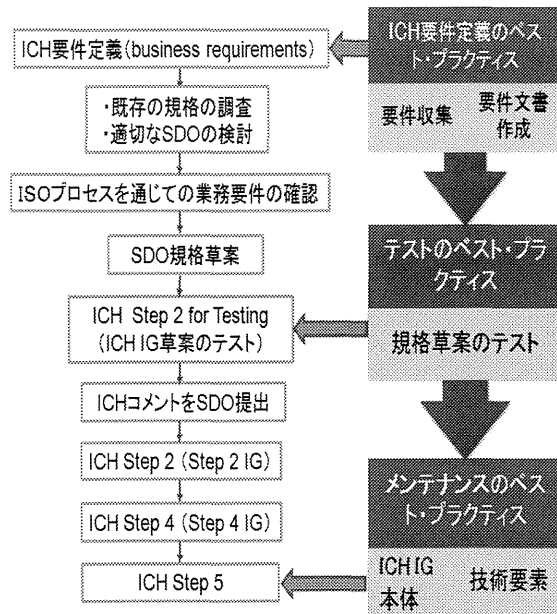 ICH要件定義(business requirements)
・既存の規格の調査
・適切なSDOの検討
ISOプロセスを通じての業務要件の確認
SDO規格草案
ICH Step 2 for Testing
(ICH IG草案のテスト)
ICHコメントをSDO提出
ICH Step 2 (Step 2 IG)
ICH Step 4 (Step 4 IG)
ICH Step 5
ICH要件定義のベス
ト・プラクティス
要件収集
要件文書
作成
テストのベスト・プラ
クティス
規格草案のテスト
メンテナンスのベス
ト・プラクティス
ICH IG
本体
技術要素